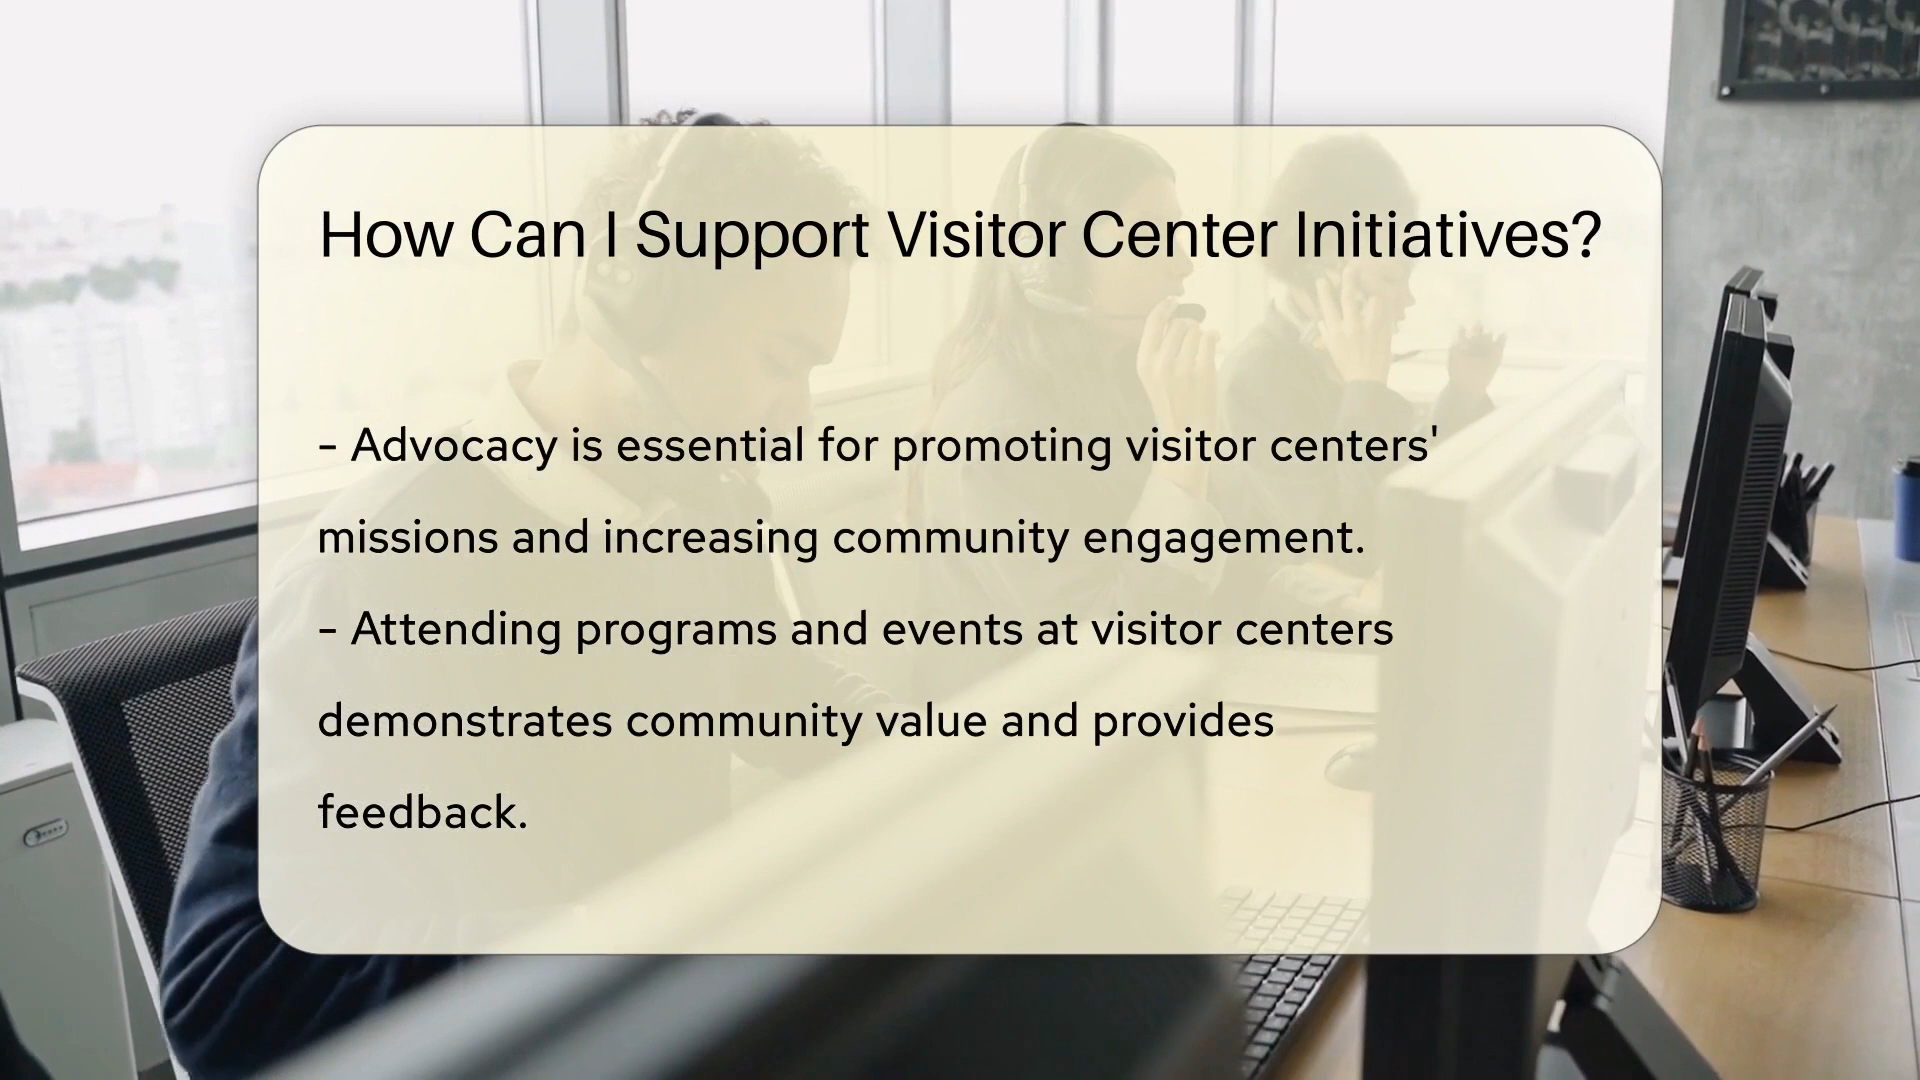 How Can I Support Visitor Center Initiatives?
- Advocacy is essential for promoting visitor centers'
missions and increasing community engagement.
- Attending programs and events at visitor centers
demonstrates community value and provides
feedback.